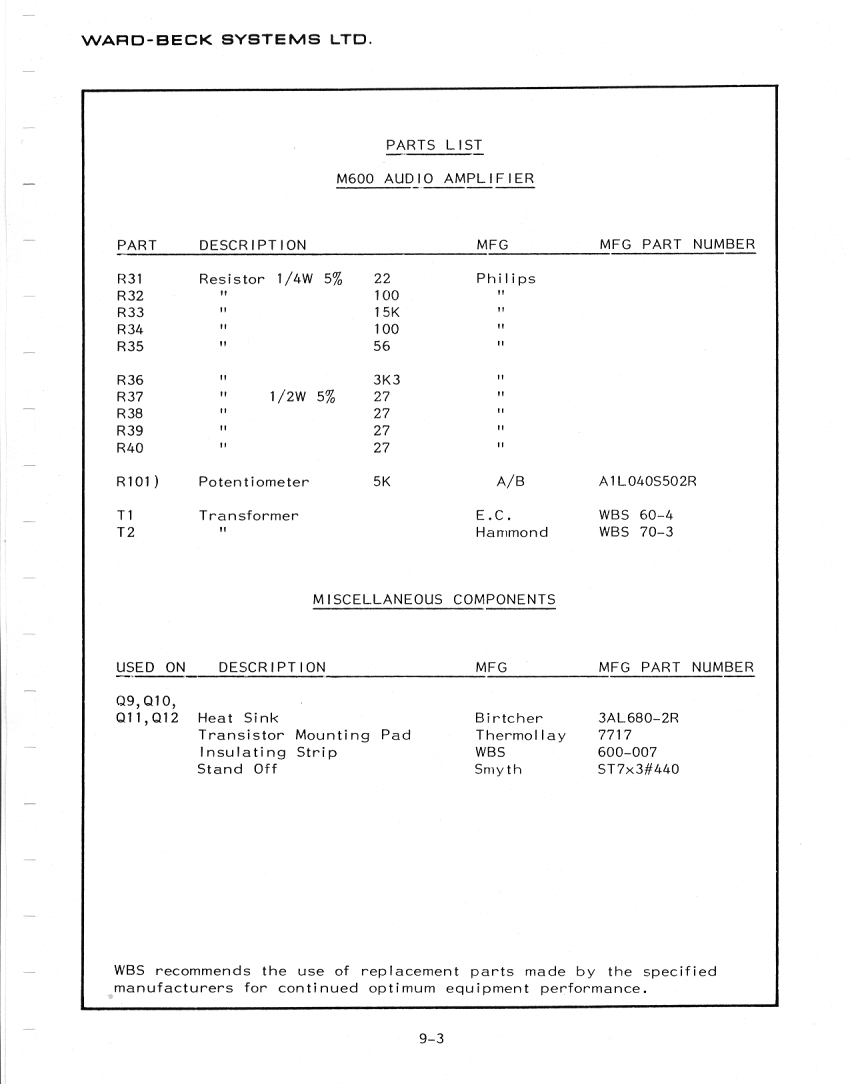 WARD-BECK SYSTEMS LTD.
PARTS LIST
M600 AUDIO AMPLIFIER
PART DESCRIPTION MFG MFG PART NUMBER
R31 Resistor 1/4W 5% 22 Philips
R32 " 100 "
R33 " 15K "
R34 " 100 "
R35 " 56 "
R36 " 3K3 "
R37 " 1/2W 5% 27 "
R38 " 27 "
R39 " 27 "
R40 " 27 "
R101) Potentiometer 5K A/B A1L040S502R
T1 Transformer E.C. WBS 60-4
T2 " Hammond WBS 70-3
MISCELLANEOUS COMPONENTS
USED ON DESCRIPTION MFG MFG PART NUMBER
Q9,Q10,
Q11,Q12 Heat Sink Birtcher 3AL680-2R
Transistor Mounting Pad Thermollay 7717
Insulating Strip WBS 600-007
Stand Off Smyth ST7x3#440
WBS recommends the use of replacement parts made by the specified
manufacturers for continued optimum equipment performance.
9-3